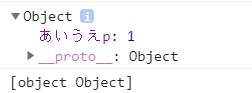 ▼Object i
あいうえp: 1
▶__proto__: Object
[object Object]